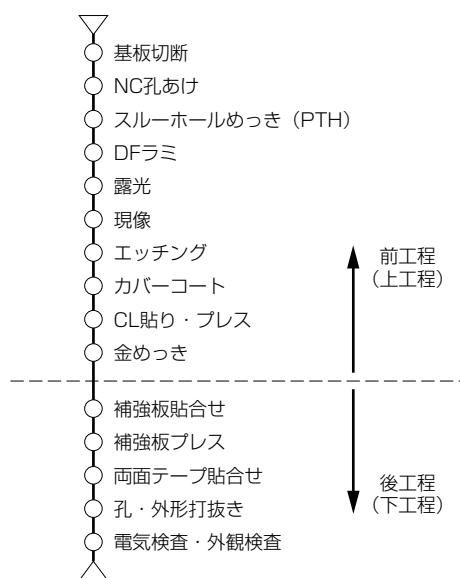 基板切断
NC孔あけ
スルーホールめっき（PTH）
DFラミ
露光
現像
エッチング
カバーコート
CL貼り・プレス
金めっき
前工程
（上工程）
補強板貼合せ
補強板プレス
両面テープ貼合せ
孔・外形打抜き
電気検査・外観検査
後工程
（下工程）